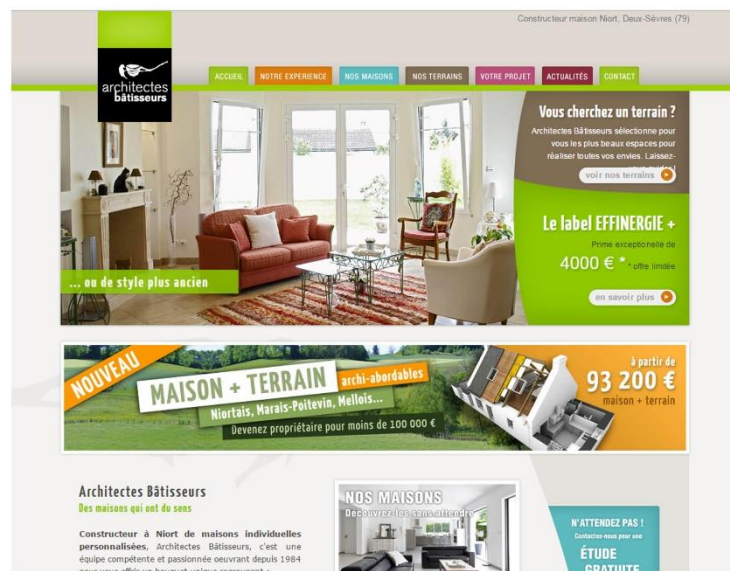 Constructeur maison Niort, Deux-Sèvres (79)
architectes
bâtisseurs
ACCUEIL NOTRE EXPERIENCE NOS MAISONS NOS TERRAINS VOTRE PROJET ACTUALITÉS CONTACT
Vous cherchez un terrain ?
Architectes Bâtisseurs sélectionne pour
vous les plus beaux espaces pour
réaliser toutes vos envies. Laissez-
voir nos terrains
Le label EFFINERGIE +
Prime exceptionelle de
4000 € * * offre limitée
en savoir plus
... ou de style plus ancien
NOUVEAU
MAISON + TERRAIN archi-abordables
Niortais, Marais-Poitevin, Mellois...
Devenez propriétaire pour moins de 100 000 €
à partir de
93 200 €
maison + terrain
Architectes Bâtisseurs
Des maisons qui ont du sens
Constructeur à Niort de maisons individuelles
personnalisées, Architectes Bâtisseurs, c'est une
équipe compétente et passionnée oeuvrant depuis 1984
NOS MAISONS
Découvrez-les sans attendre
N'ATTENDEZ PAS !
Contactez-nous pour une
ÉTUDE
GRATUITE